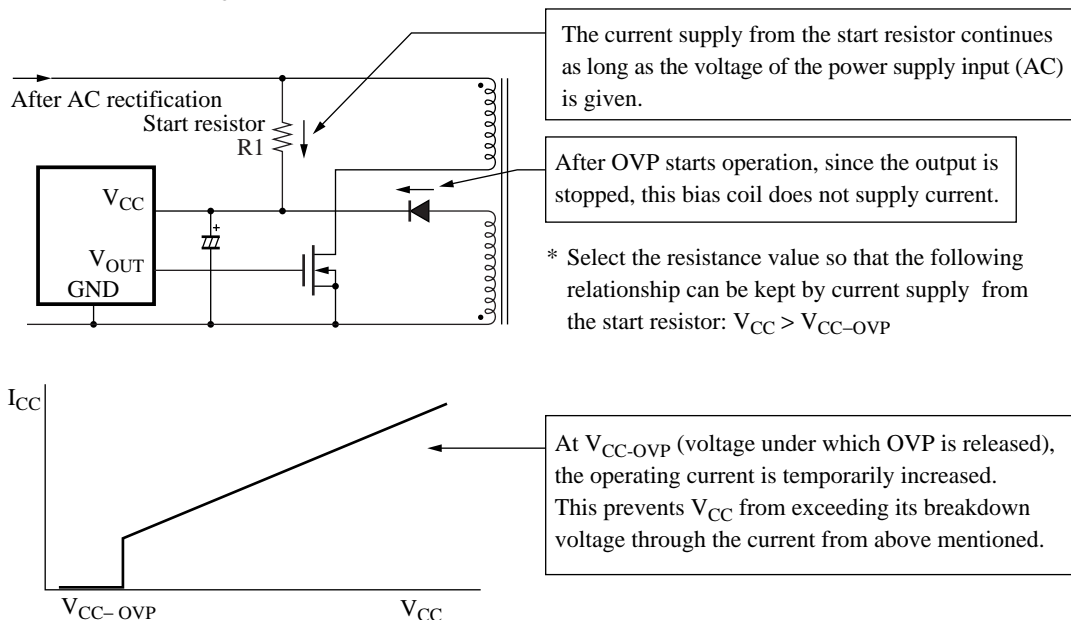 The current supply from the start resistor continues
as long as the voltage of the power supply input (AC)
is given.
After AC rectification
Start resistor
R1
After OVP starts operation, since the output is
stopped, this bias coil does not supply current.
VCC
+
VOUT
GND
* Select the resistance value so that the following
relationship can be kept by current supply from
the start resistor: VCC > VCC–OVP
ICC
At VCC-OVP (voltage under which OVP is released),
the operating current is temporarily increased.
This prevents VCC from exceeding its breakdown
voltage through the current from above mentioned.
VCC– OVP
VCC